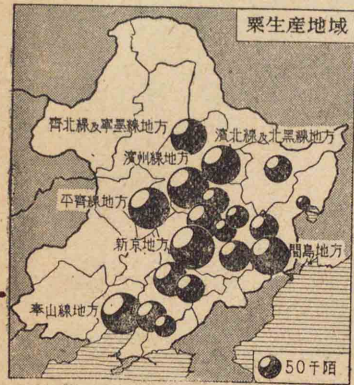 粟生産地域
齊北線及寧墨線地方
濱北線及北黑線地方
濱州線地方
平齊線地方
新京地方
間島地方
奉山線地方
50千陌